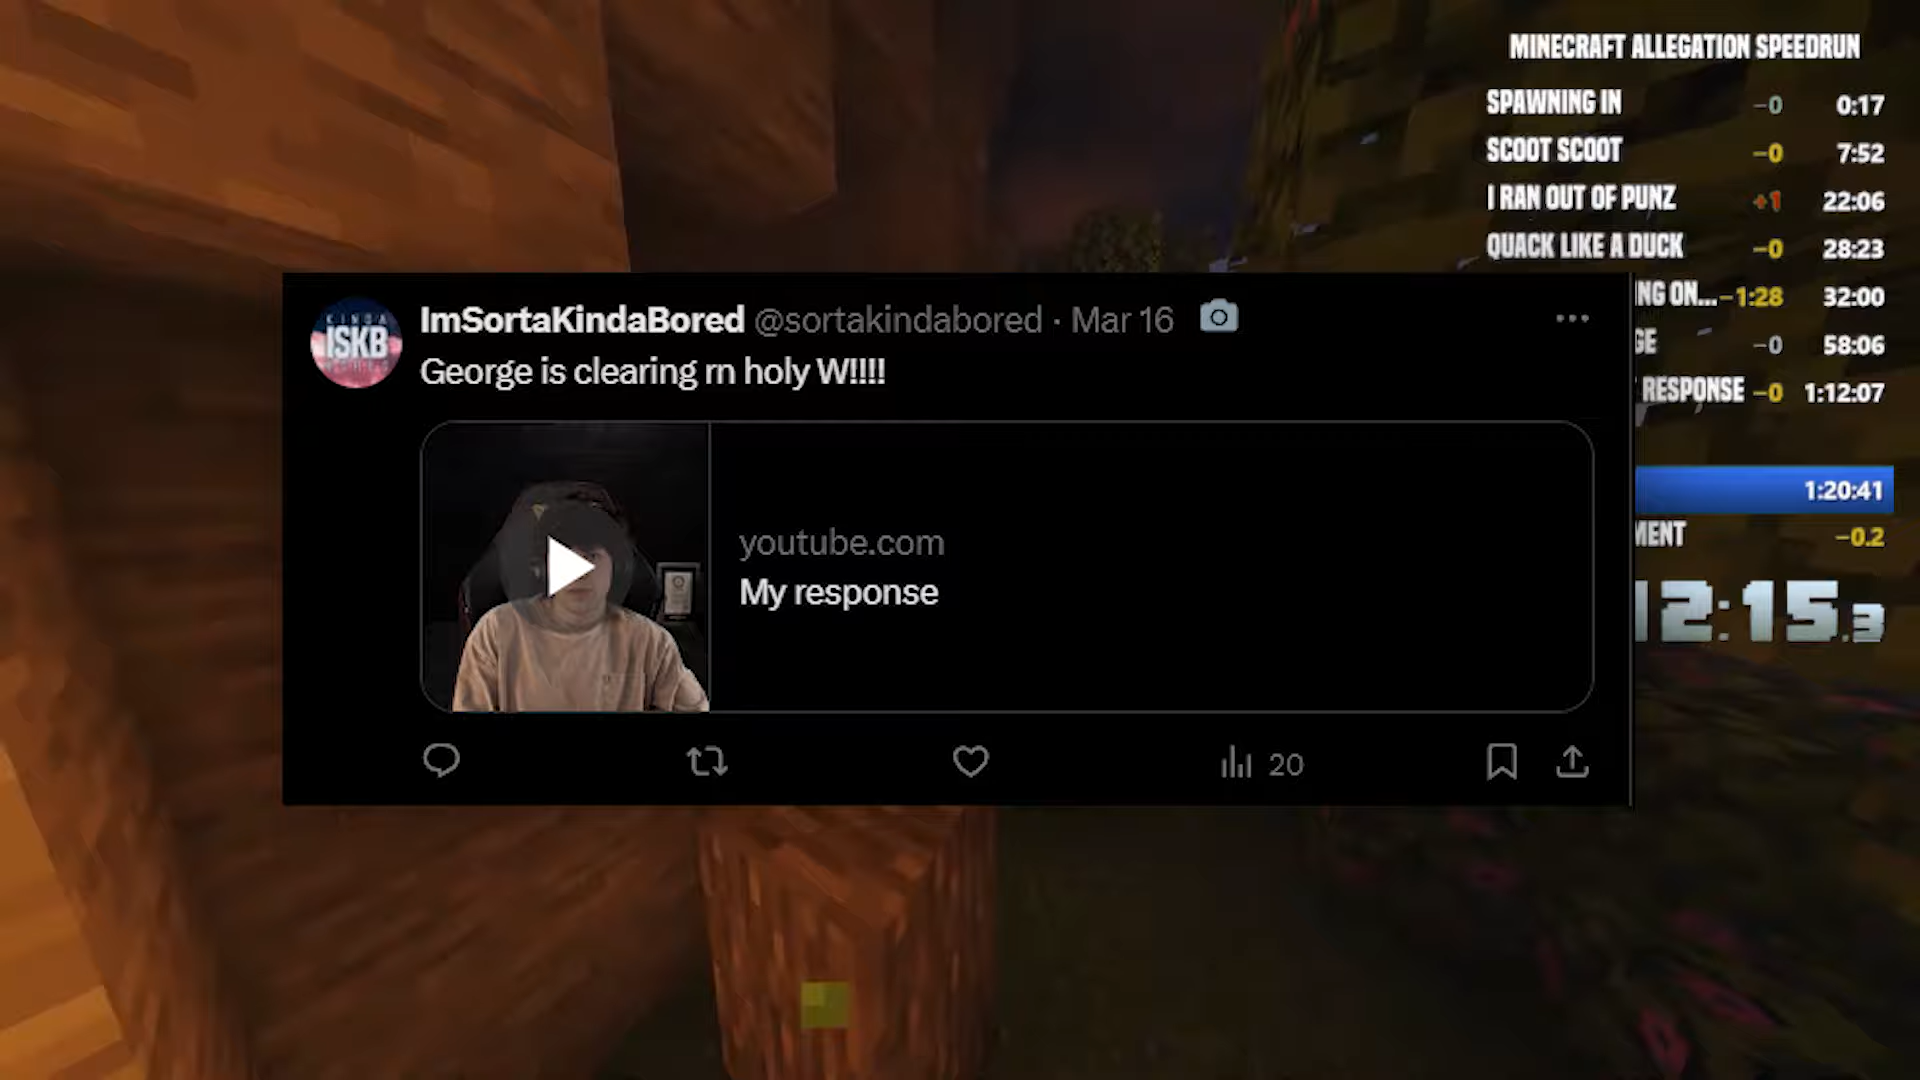 MINECRAFT ALLEGATION SPEEDRUN
SPAWNING IN -0 0:17
SCOOT SCOOT -0 7:52
I RAN OUT OF PUNZ +1 22:06
QUACK LIKE A DUCK -0 28:23
ING ON... -1:28 32:00
GE -0 58:06
RESPONSE -0 1:12:07
1:20:41
MENT -0.2
12:15.3
ImSortaKindaBored @sortakindabored · Mar 16
KINDA
ISKB
George is clearing rn holy W!!!!
youtube.com
My response
20